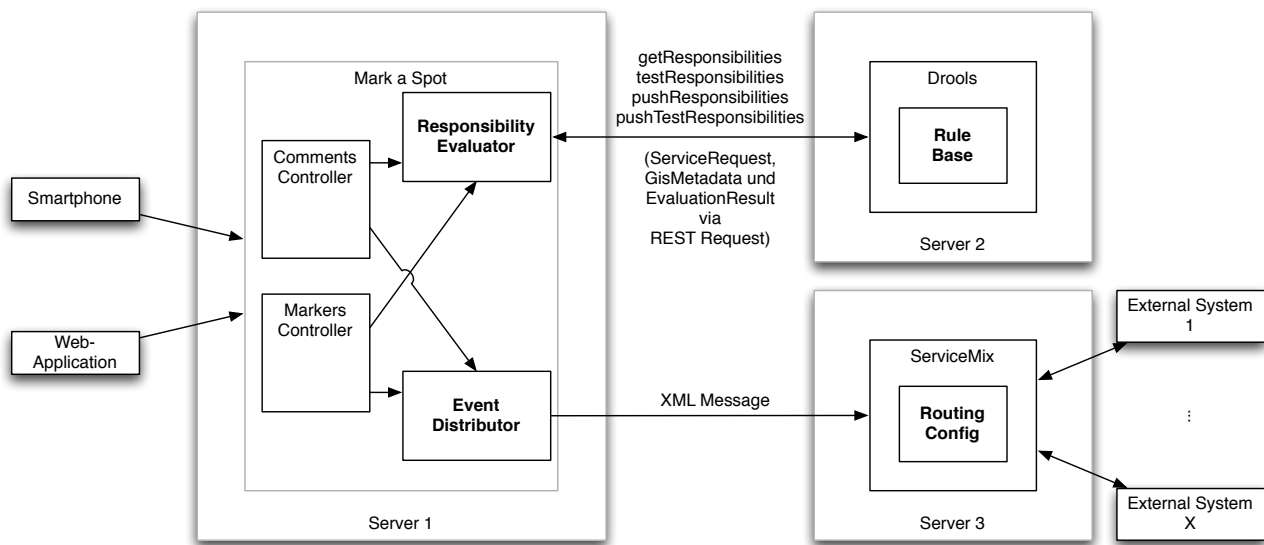 Smartphone
Web-
Application
Mark a Spot
Comments
Controller
Markers
Controller
Responsibility
Evaluator
Event
Distributor
Server 1
getResponsibilities
testResponsibilities
pushResponsibilities
pushTestResponsibilities
(ServiceRequest,
GisMetadata und
EvaluationResult
via
REST Request)
XML Message
Drools
Rule
Base
Server 2
ServiceMix
Routing
Config
Server 3
External System
1
...
External System
X